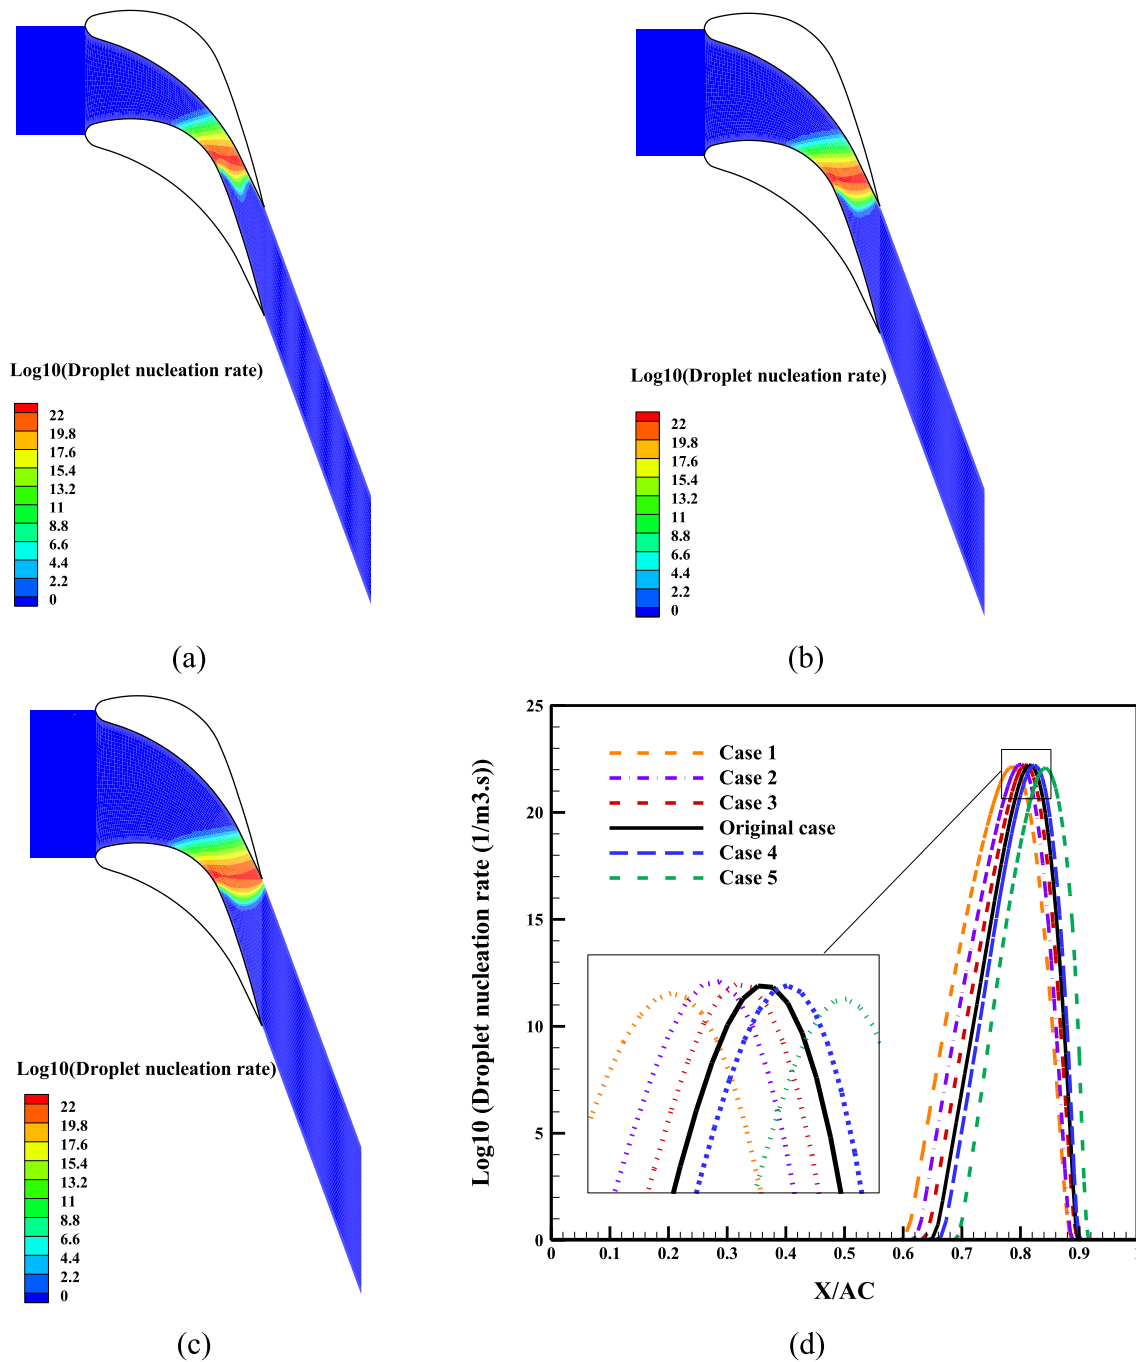 Log10(Droplet nucleation rate)
22
19.8
17.6
15.4
13.2
11
8.8
6.6
4.4
2.2
0
(a)
Log10(Droplet nucleation rate)
22
19.8
17.6
15.4
13.2
11
8.8
6.6
4.4
2.2
0
(b)
Log10(Droplet nucleation rate)
22
19.8
17.6
15.4
13.2
11
8.8
6.6
4.4
2.2
0
(c)
Log10 (Droplet nucleation rate (1/m3.s))
25
20
15
10
5
0
Case 1
Case 2
Case 3
Original case
Case 4
Case 5
0 0.1 0.2 0.3 0.4 0.5 0.6 0.7 0.8 0.9 1
X/AC
(d)